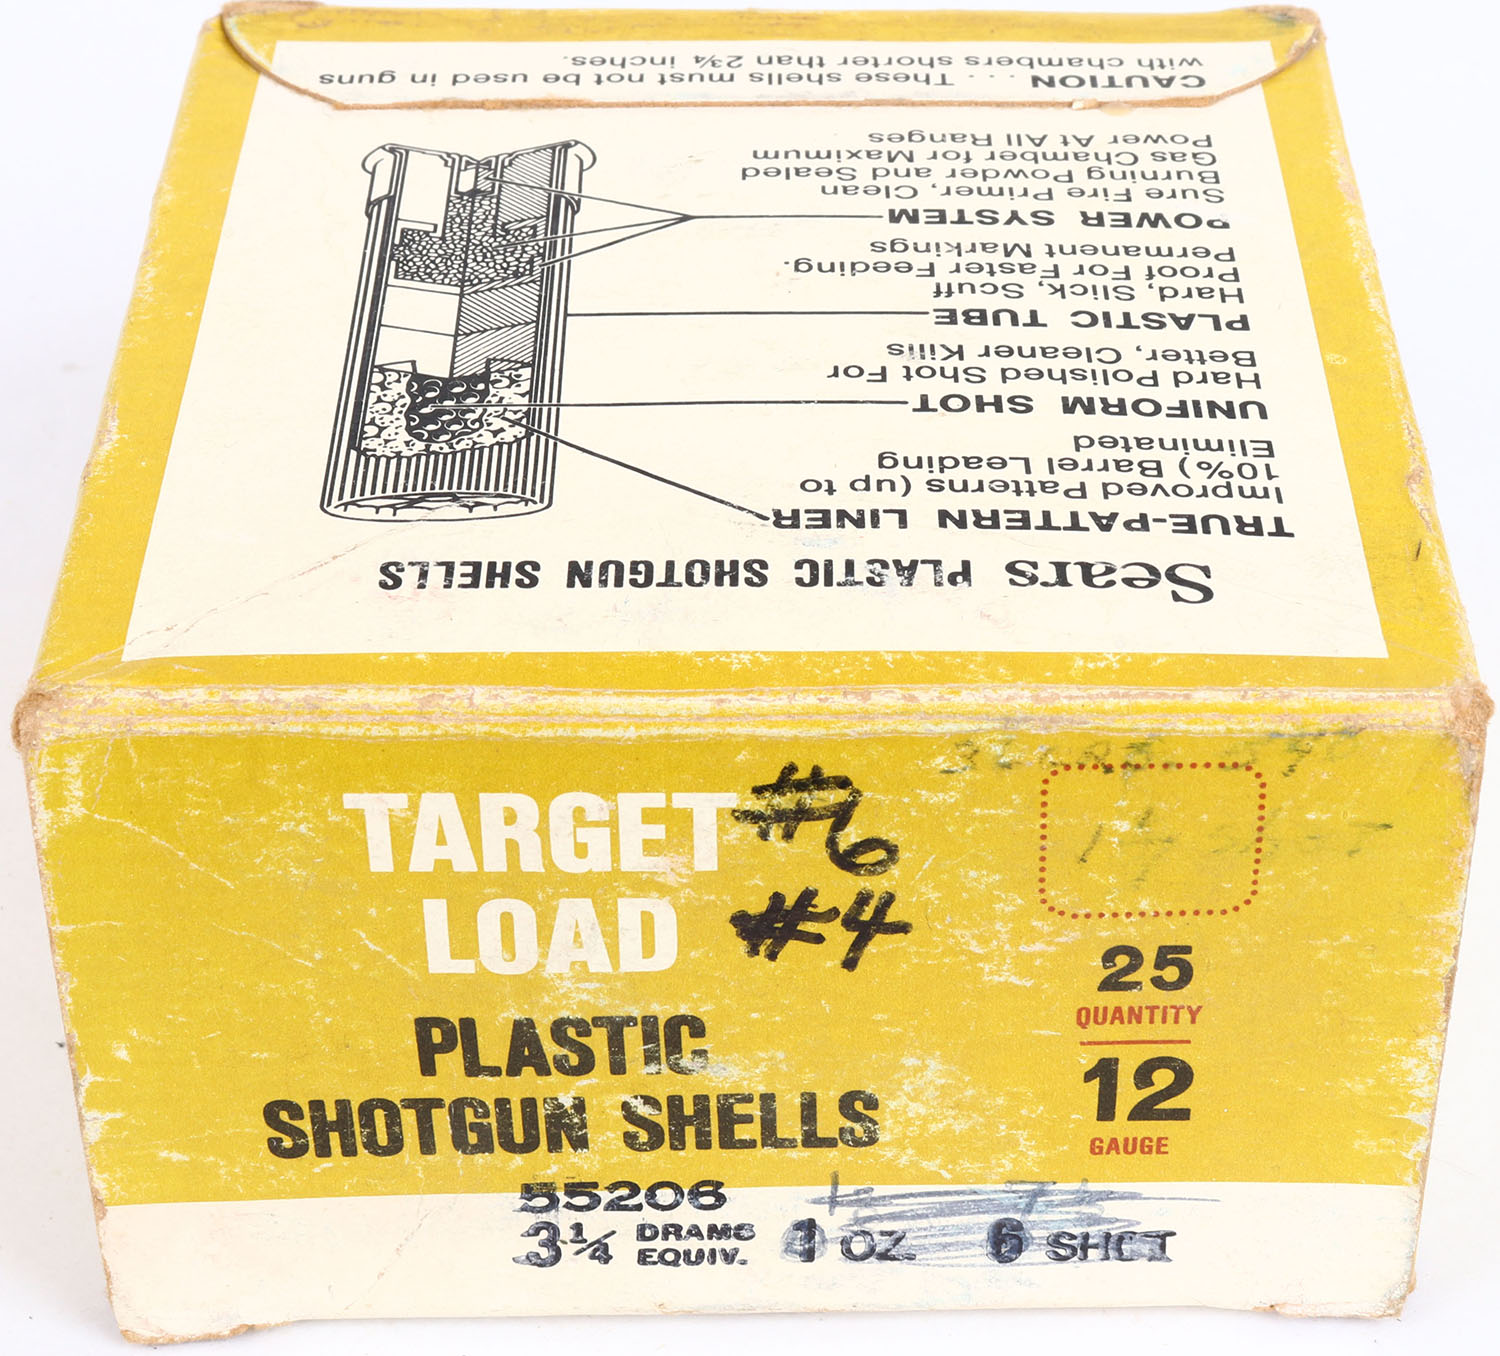 CAUTION . . . These shells must not be used in guns
with chambers shorter than 2¾ inches.
Sears PLASTIC SHOTGUN SHELLS
TRUE-PATTERN LINER
Improved Patterns (up to
10%) Barrel Leading
Eliminated
UNIFORM SHOT
Hard Polished Shot For
Better, Cleaner Kills
PLASTIC TUBE
Hard, Slick, Scuff
Proof For Faster Feeding.
Permanent Markings
POWER SYSTEM
Sure Fire Primer, Clean
Burning Powder and Sealed
Gas Chamber for Maximum
Power At All Ranges
TARGET
LOAD
#6
#4
PLASTIC
SHOTGUN SHELLS
25
QUANTITY
12
GAUGE
55206
3¼ DRAMS EQUIV. 1 OZ. 6 SHOT